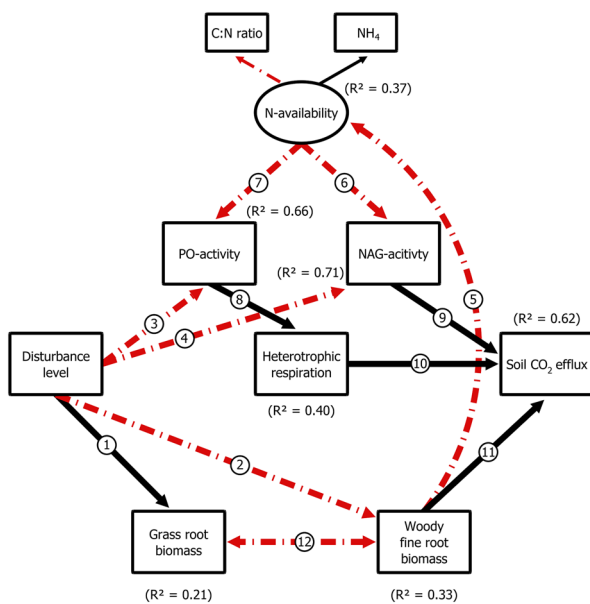 C:N ratio
NH₄
(R² = 0.37)
N-availability
7
6
(R² = 0.66)
PO-activity
NAG-acitivty
(R² = 0.71)
3
8
4
9
5
(R² = 0.62)
Disturbance
level
Heterotrophic
respiration
10
Soil CO₂ efflux
(R² = 0.40)
1
2
11
Grass root
biomass
12
Woody
fine root
biomass
(R² = 0.21)
(R² = 0.33)